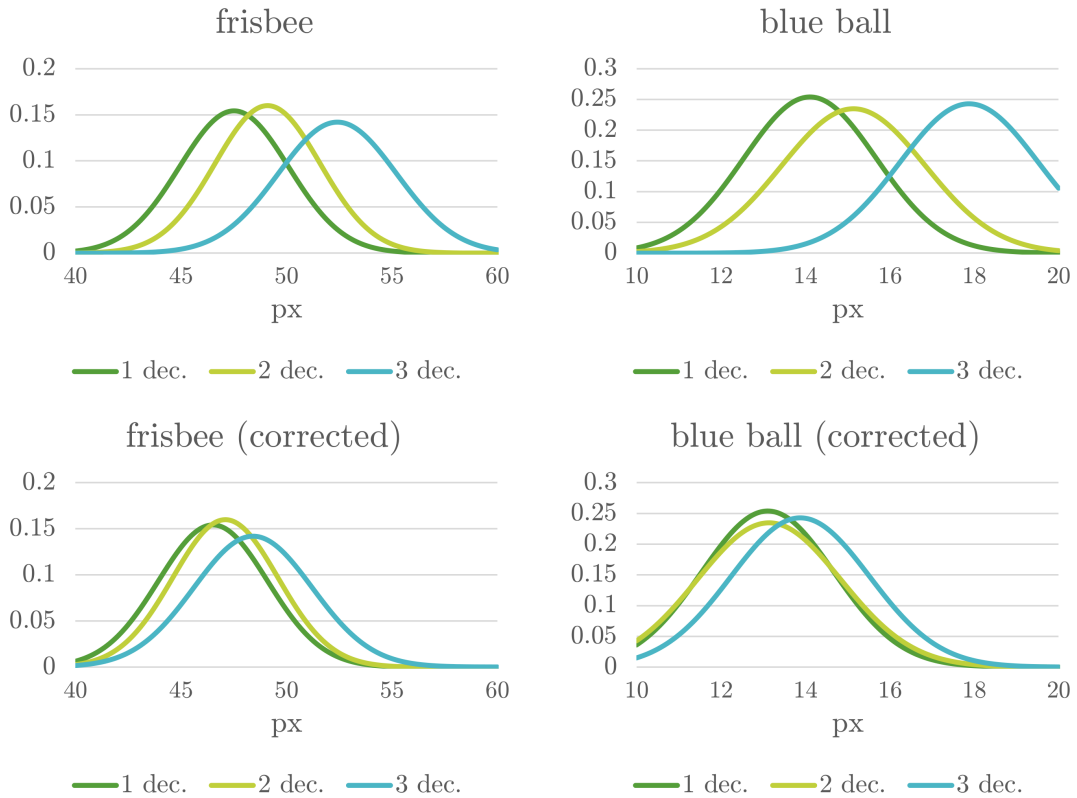 frisbee
0.2
0.15
0.1
0.05
0
40 45 50 55 60
px
1 dec. 2 dec. 3 dec.
blue ball
0.3
0.25
0.2
0.15
0.1
0.05
0
10 12 14 16 18 20
px
1 dec. 2 dec. 3 dec.
frisbee (corrected)
0.2
0.15
0.1
0.05
0
40 45 50 55 60
px
1 dec. 2 dec. 3 dec.
blue ball (corrected)
0.3
0.25
0.2
0.15
0.1
0.05
0
10 12 14 16 18 20
px
1 dec. 2 dec. 3 dec.